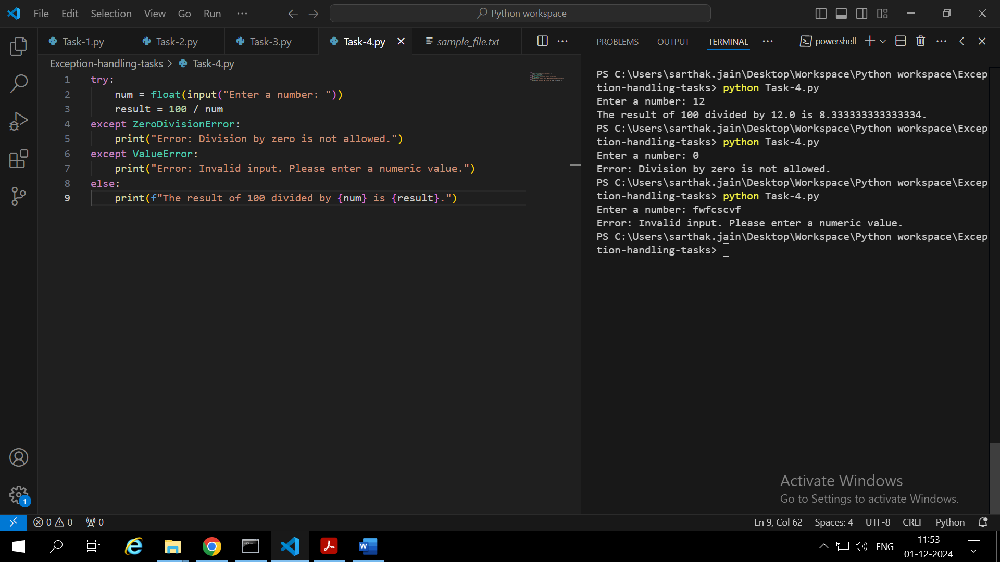 File Edit Selection View Go Run ···
Python workspace
Task-1.py Task-2.py Task-3.py Task-4.py sample_file.txt
Exception-handling-tasks > Task-4.py
1 try:
2 num = float(input("Enter a number: "))
3 result = 100 / num
4 except ZeroDivisionError:
5 print("Error: Division by zero is not allowed.")
6 except ValueError:
7 print("Error: Invalid input. Please enter a numeric value.")
8 else:
9 print(f"The result of 100 divided by {num} is {result}.")
PROBLEMS OUTPUT TERMINAL ··· powershell
PS C:\Users\sarthak.jain\Desktop\Workspace\Python workspace\Excep
tion-handling-tasks> python Task-4.py
Enter a number: 12
The result of 100 divided by 12.0 is 8.333333333333334.
PS C:\Users\sarthak.jain\Desktop\Workspace\Python workspace\Excep
tion-handling-tasks> python Task-4.py
Enter a number: 0
Error: Division by zero is not allowed.
PS C:\Users\sarthak.jain\Desktop\Workspace\Python workspace\Excep
tion-handling-tasks> python Task-4.py
Enter a number: fwfcscvf
Error: Invalid input. Please enter a numeric value.
PS C:\Users\sarthak.jain\Desktop\Workspace\Python workspace\Excep
tion-handling-tasks>
Activate Windows
Go to Settings to activate Windows.
1
0 0 0
Ln 9, Col 62 Spaces: 4 UTF-8 CRLF Python
ENG
11:53
01-12-2024